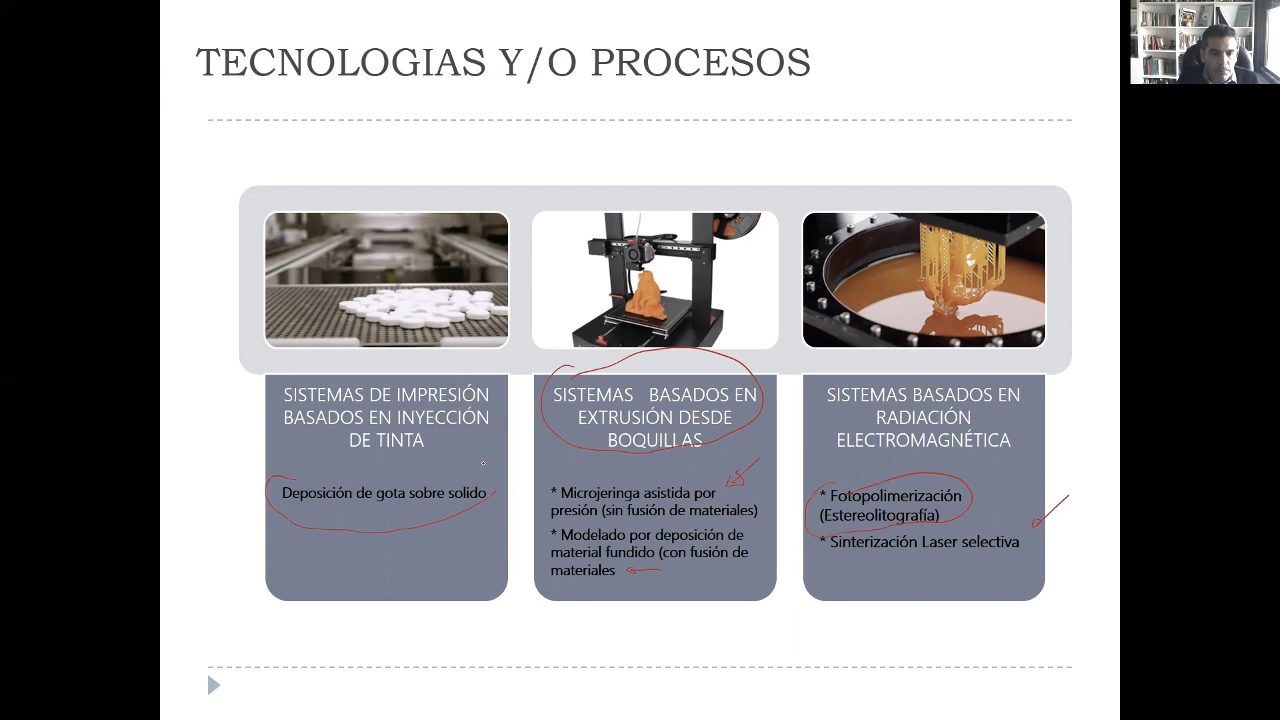 TECNOLOGIAS Y/O PROCESOS
SISTEMAS DE IMPRESIÓN
BASADOS EN INYECCIÓN
DE TINTA
Deposición de gota sobre solido
SISTEMAS BASADOS EN
EXTRUSIÓN DESDE
BOQUILLAS
* Microjeringa asistida por
presión (sin fusión de materiales)
* Modelado por deposición de
material fundido (con fusión de
materiales
SISTEMAS BASADOS EN
RADIACIÓN
ELECTROMAGNÉTICA
* Fotopolimerización
(Estereolitografía)
* Sinterización Laser selectiva